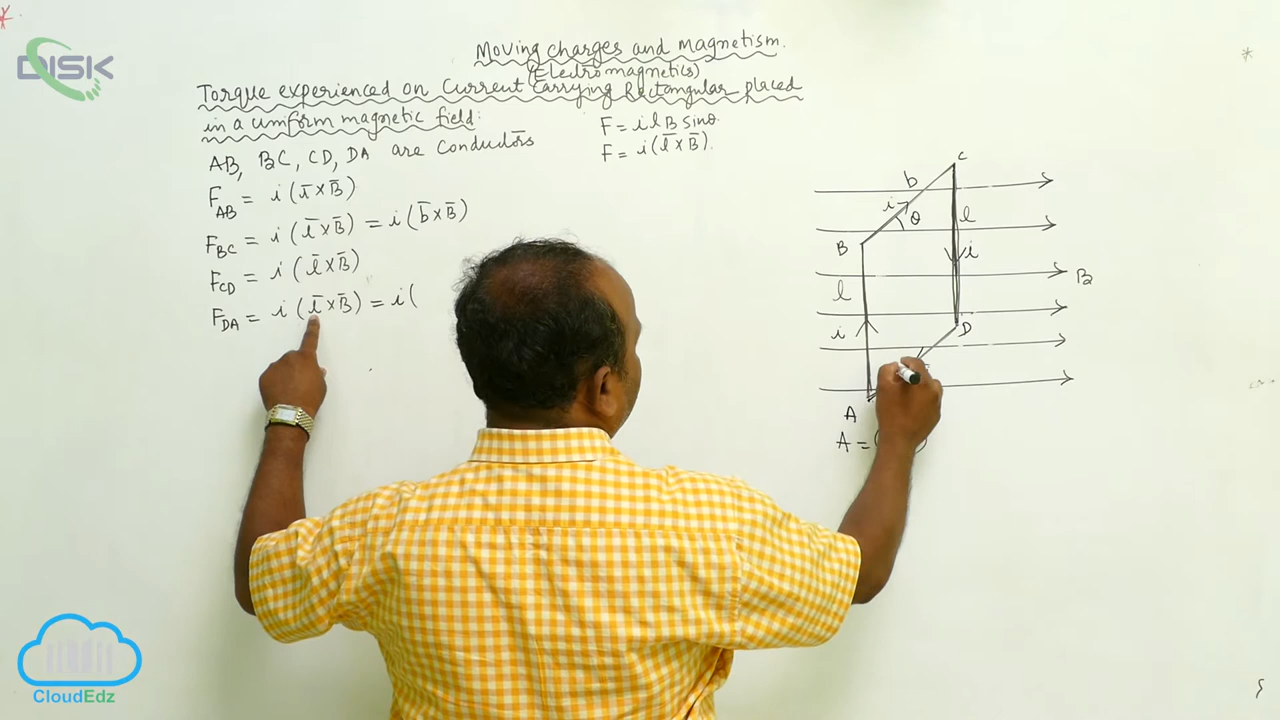 DISK
Moving charges and magnetism.
(Electromagnetics)
Torque experienced on Current Carrying Rectangular placed
in a uniform magnetic field:
F = i l B sinθ.
F = i (l̄ × B̄).
AB, BC, CD, DA are conductors
F_AB = i (l̄ × B̄)
F_BC = i (l̄ × B̄) = i (b̄ × B̄)
F_CD = i (l̄ × B̄)
F_DA = i (l̄ × B̄) = i (
C
b
i
θ
l
B
i
B
l
i
D
A
A = (
CloudEdz